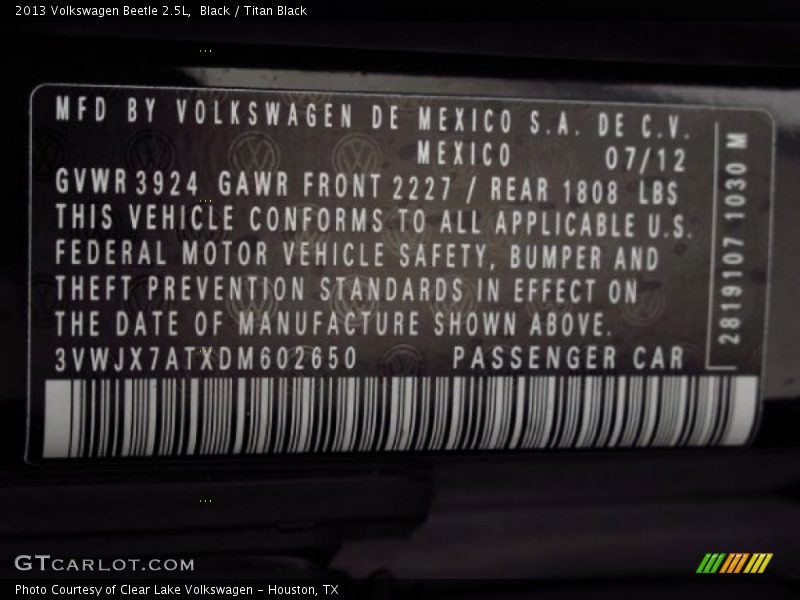 2013 Volkswagen Beetle 2.5L,  Black / Titan Black
MFD BY VOLKSWAGEN DE MEXICO S.A. DE C.V.
MEXICO 07/12
GVWR 3924 GAWR FRONT 2227 / REAR 1808 LBS
THIS VEHICLE CONFORMS TO ALL APPLICABLE U.S.
FEDERAL MOTOR VEHICLE SAFETY, BUMPER AND
THEFT PREVENTION STANDARDS IN EFFECT ON
THE DATE OF MANUFACTURE SHOWN ABOVE.
3VWJX7ATXDM602650 PASSENGER CAR
2819107 1030 M
GTCARLOT.COM
Photo Courtesy of Clear Lake Volkswagen - Houston, TX